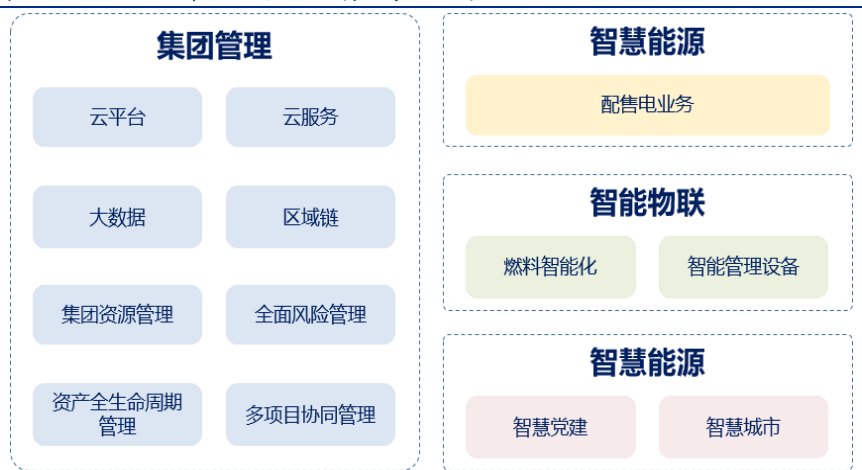 集团管理
云平台
云服务
大数据
区域链
集团资源管理
全面风险管理
资产全生命周期
管理
多项目协同管理
智慧能源
配售电业务
智能物联
燃料智能化
智能管理设备
智慧能源
智慧党建
智慧城市